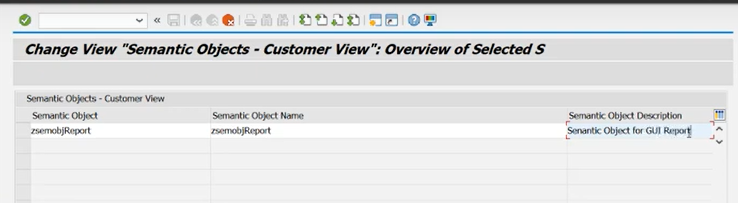 Change View "Semantic Objects - Customer View": Overview of Selected S
Semantic Objects - Customer View
Semantic Object Semantic Object Name Semantic Object Description
zsemobjReport zsemobjReport Senantic Object for GUI Report